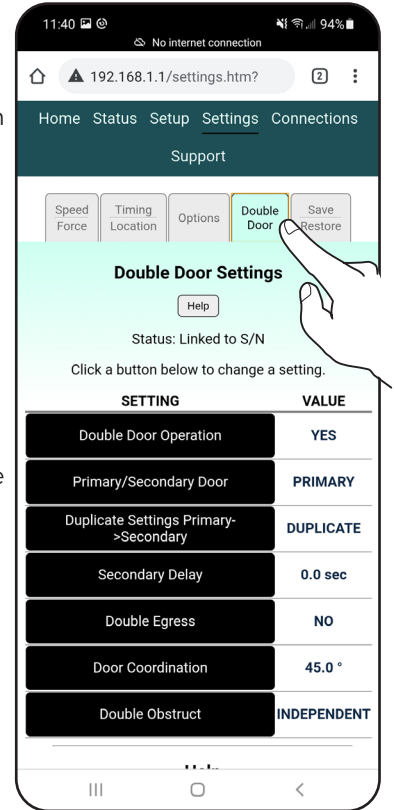 11:40 94%
No internet connection
192.168.1.1/settings.htm? 2
Home Status Setup Settings Connections
Support
Speed
Force
Timing
Location
Options
Double
Door
Save
Restore
Double Door Settings
Help
Status: Linked to S/N
Click a button below to change a setting.
SETTING VALUE
Double Door Operation YES
Primary/Secondary Door PRIMARY
Duplicate Settings Primary-
>Secondary DUPLICATE
Secondary Delay 0.0 sec
Double Egress NO
Door Coordination 45.0 °
Double Obstruct INDEPENDENT